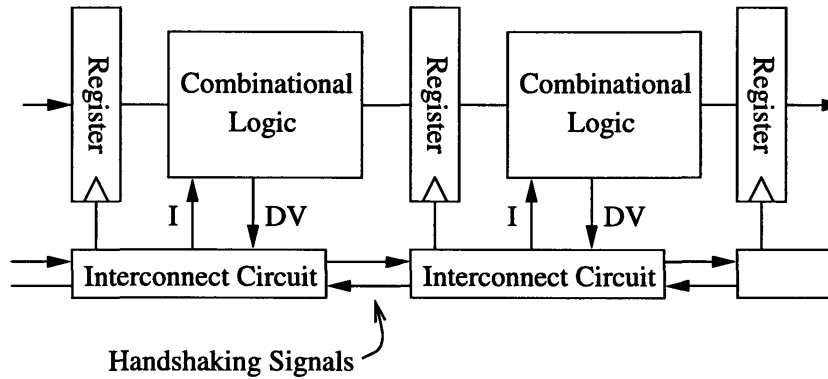 Register
Combinational
Logic
Register
Combinational
Logic
Register
I
DV
I
DV
Interconnect Circuit
Interconnect Circuit
Handshaking Signals